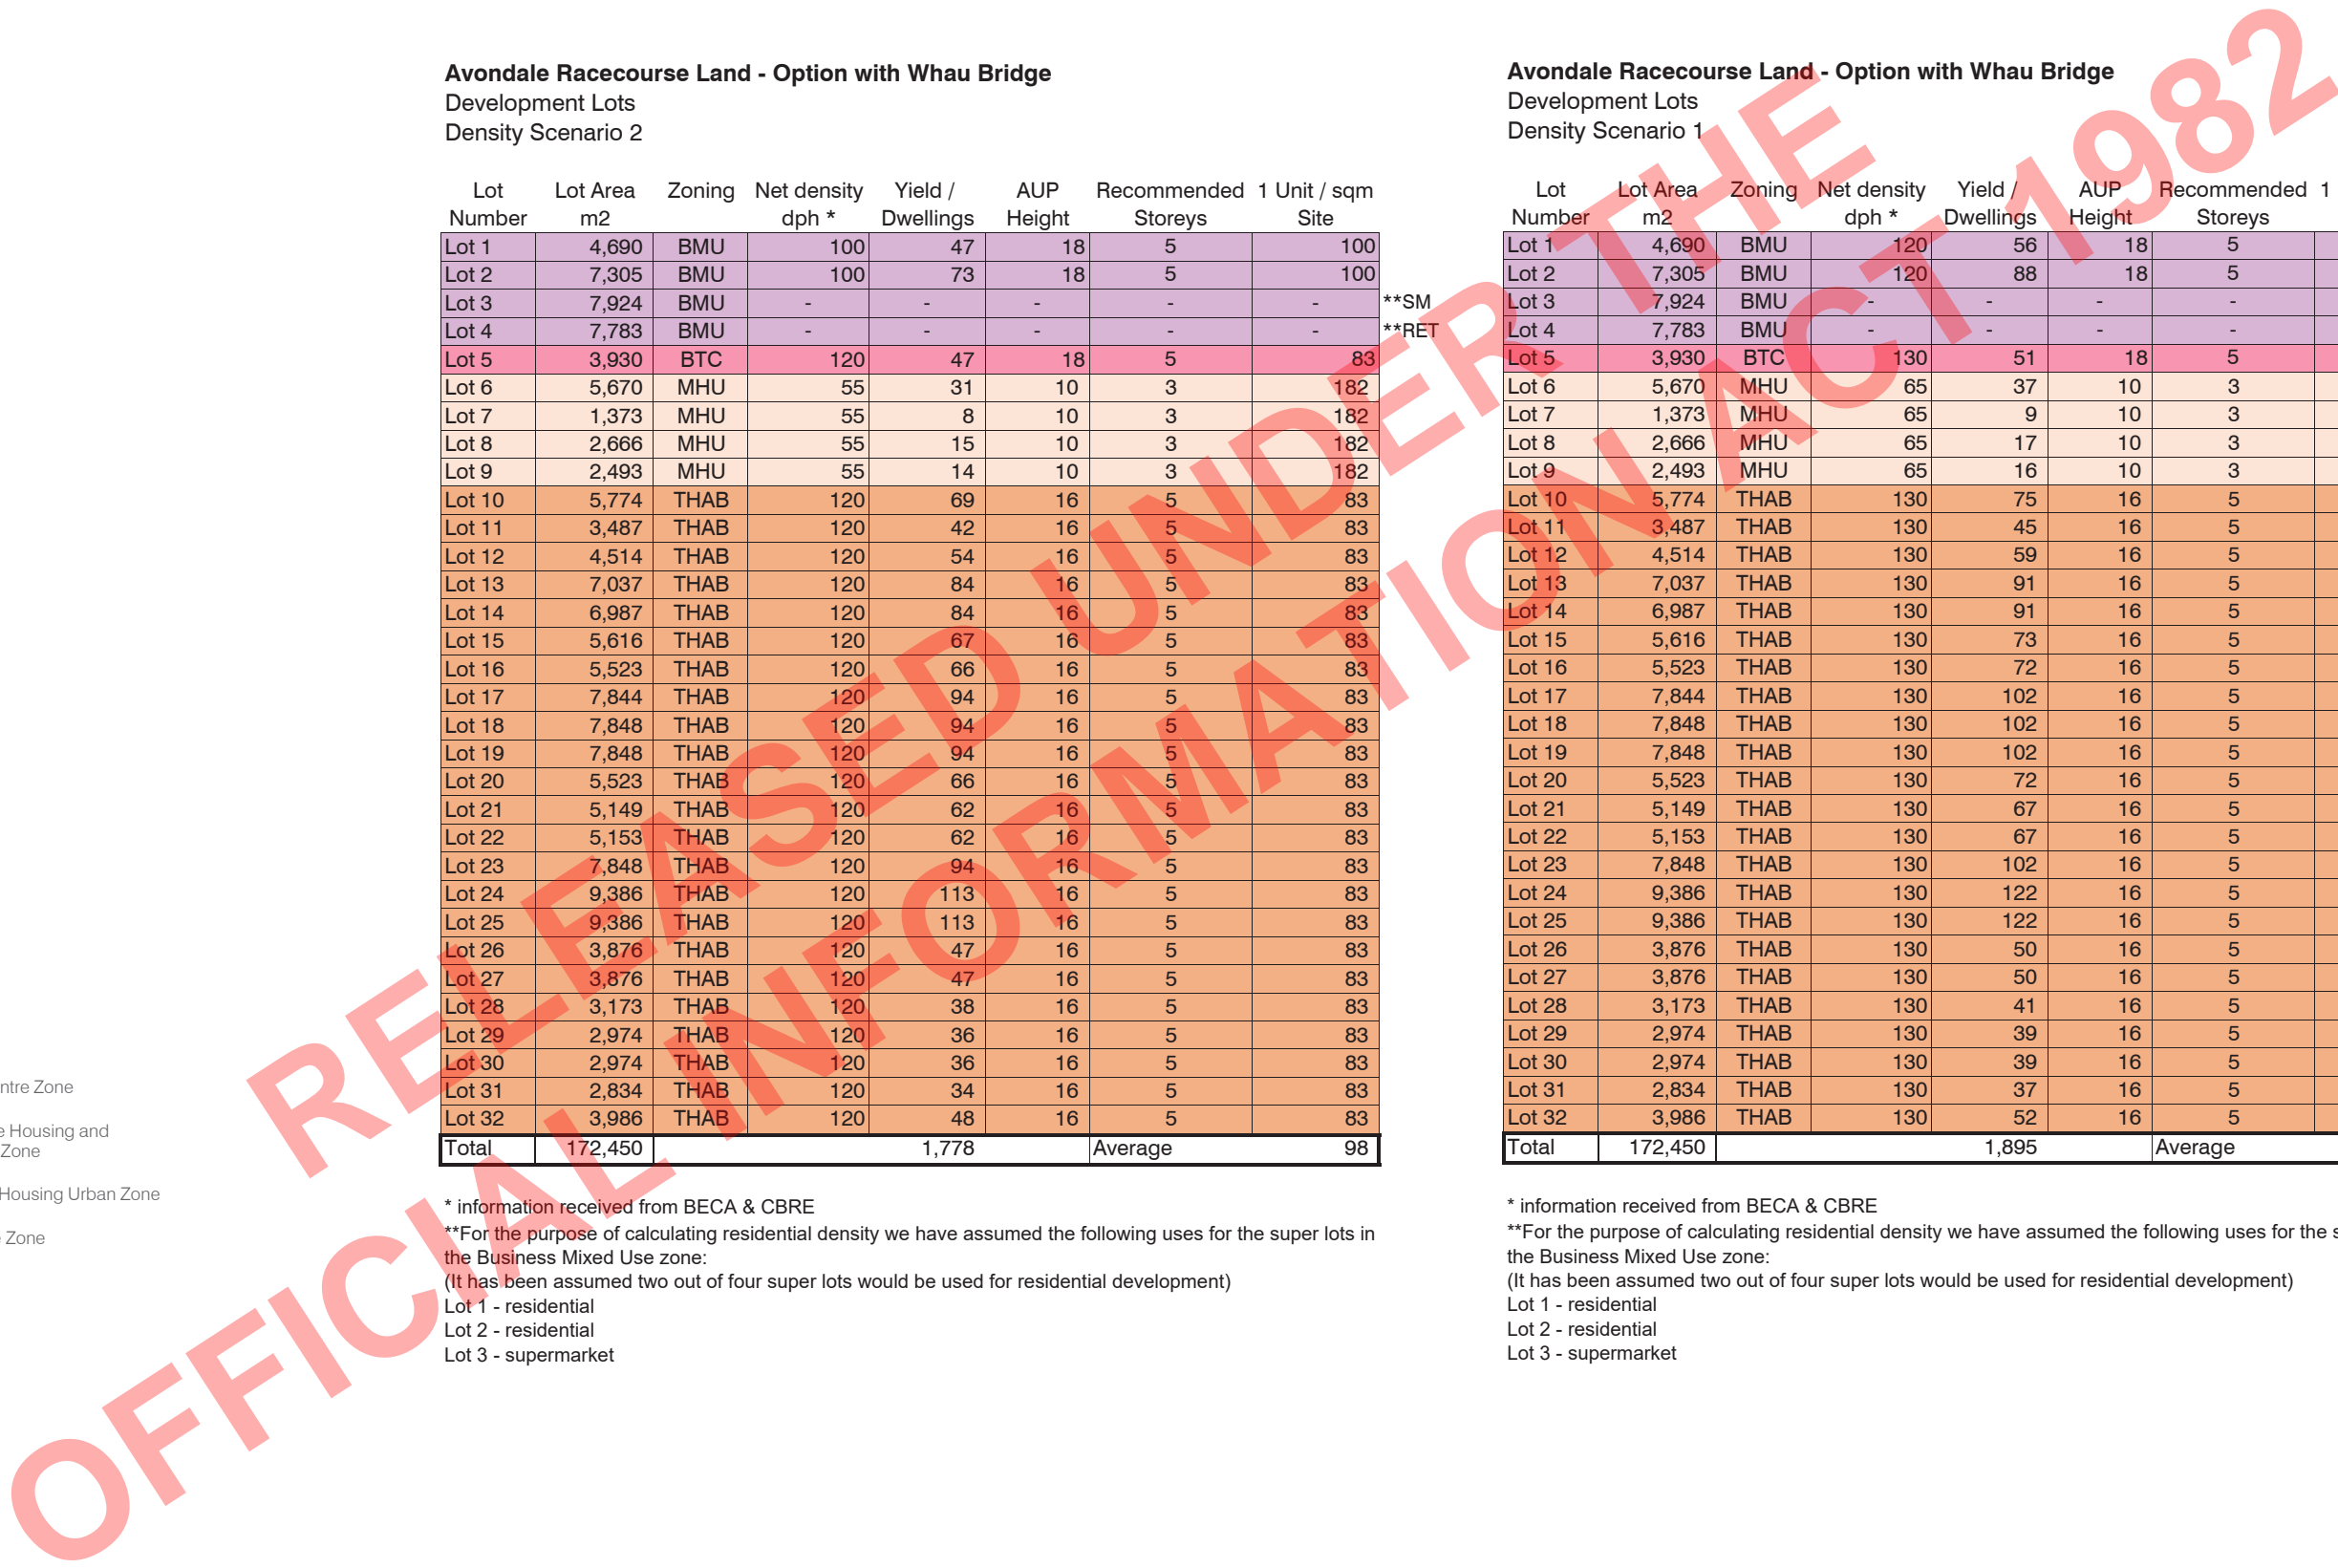 ntre Zone
e Housing and
Zone
Housing Urban Zone
Zone
Avondale Racecourse Land - Option with Whau Bridge
Development Lots
Density Scenario 2
Lot Number Lot Area m2 Zoning Net density dph * Yield / Dwellings AUP Height Recommended Storeys 1 Unit / sqm Site
Lot 1 4,690 BMU 100 47 18 5 100
Lot 2 7,305 BMU 100 73 18 5 100
Lot 3 7,924 BMU - - - - - **SM
Lot 4 7,783 BMU - - - - - **RET
Lot 5 3,930 BTC 120 47 18 5 83
Lot 6 5,670 MHU 55 31 10 3 182
Lot 7 1,373 MHU 55 8 10 3 182
Lot 8 2,666 MHU 55 15 10 3 182
Lot 9 2,493 MHU 55 14 10 3 182
Lot 10 5,774 THAB 120 69 16 5 83
Lot 11 3,487 THAB 120 42 16 5 83
Lot 12 4,514 THAB 120 54 16 5 83
Lot 13 7,037 THAB 120 84 16 5 83
Lot 14 6,987 THAB 120 84 16 5 83
Lot 15 5,616 THAB 120 67 16 5 83
Lot 16 5,523 THAB 120 66 16 5 83
Lot 17 7,844 THAB 120 94 16 5 83
Lot 18 7,848 THAB 120 94 16 5 83
Lot 19 7,848 THAB 120 94 16 5 83
Lot 20 5,523 THAB 120 66 16 5 83
Lot 21 5,149 THAB 120 62 16 5 83
Lot 22 5,153 THAB 120 62 16 5 83
Lot 23 7,848 THAB 120 94 16 5 83
Lot 24 9,386 THAB 120 113 16 5 83
Lot 25 9,386 THAB 120 113 16 5 83
Lot 26 3,876 THAB 120 47 16 5 83
Lot 27 3,876 THAB 120 47 16 5 83
Lot 28 3,173 THAB 120 38 16 5 83
Lot 29 2,974 THAB 120 36 16 5 83
Lot 30 2,974 THAB 120 36 16 5 83
Lot 31 2,834 THAB 120 34 16 5 83
Lot 32 3,986 THAB 120 48 16 5 83
Total 172,450 1,778 Average 98
* information received from BECA & CBRE
**For the purpose of calculating residential density we have assumed the following uses for the super lots in
the Business Mixed Use zone:
(It has been assumed two out of four super lots would be used for residential development)
Lot 1 - residential
Lot 2 - residential
Lot 3 - supermarket
Avondale Racecourse Land - Option with Whau Bridge
Development Lots
Density Scenario 1
Lot Number Lot Area m2 Zoning Net density dph * Yield / Dwellings AUP Height Recommended Storeys 1
Lot 1 4,690 BMU 120 56 18 5
Lot 2 7,305 BMU 120 88 18 5
Lot 3 7,924 BMU - - - -
Lot 4 7,783 BMU - - - -
Lot 5 3,930 BTC 130 51 18 5
Lot 6 5,670 MHU 65 37 10 3
Lot 7 1,373 MHU 65 9 10 3
Lot 8 2,666 MHU 65 17 10 3
Lot 9 2,493 MHU 65 16 10 3
Lot 10 5,774 THAB 130 75 16 5
Lot 11 3,487 THAB 130 45 16 5
Lot 12 4,514 THAB 130 59 16 5
Lot 13 7,037 THAB 130 91 16 5
Lot 14 6,987 THAB 130 91 16 5
Lot 15 5,616 THAB 130 73 16 5
Lot 16 5,523 THAB 130 72 16 5
Lot 17 7,844 THAB 130 102 16 5
Lot 18 7,848 THAB 130 102 16 5
Lot 19 7,848 THAB 130 102 16 5
Lot 20 5,523 THAB 130 72 16 5
Lot 21 5,149 THAB 130 67 16 5
Lot 22 5,153 THAB 130 67 16 5
Lot 23 7,848 THAB 130 102 16 5
Lot 24 9,386 THAB 130 122 16 5
Lot 25 9,386 THAB 130 122 16 5
Lot 26 3,876 THAB 130 50 16 5
Lot 27 3,876 THAB 130 50 16 5
Lot 28 3,173 THAB 130 41 16 5
Lot 29 2,974 THAB 130 39 16 5
Lot 30 2,974 THAB 130 39 16 5
Lot 31 2,834 THAB 130 37 16 5
Lot 32 3,986 THAB 130 52 16 5
Total 172,450 1,895 Average
* information received from BECA & CBRE
**For the purpose of calculating residential density we have assumed the following uses for the s
the Business Mixed Use zone:
(It has been assumed two out of four super lots would be used for residential development)
Lot 1 - residential
Lot 2 - residential
Lot 3 - supermarket
RELEASED UNDER THE
OFFICIAL INFORMATION ACT 1982